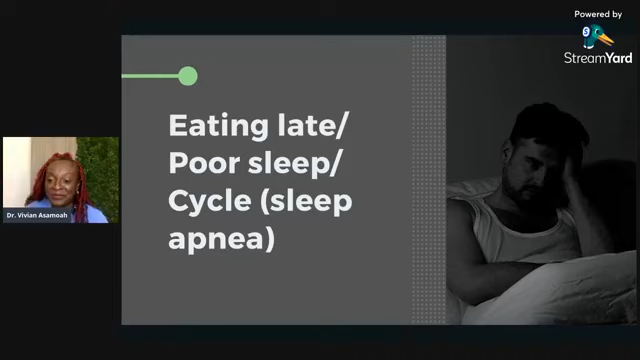 Powered by
StreamYard
Eating late/
Poor sleep/
Cycle (sleep
apnea)
Dr. Vivian Asamoah